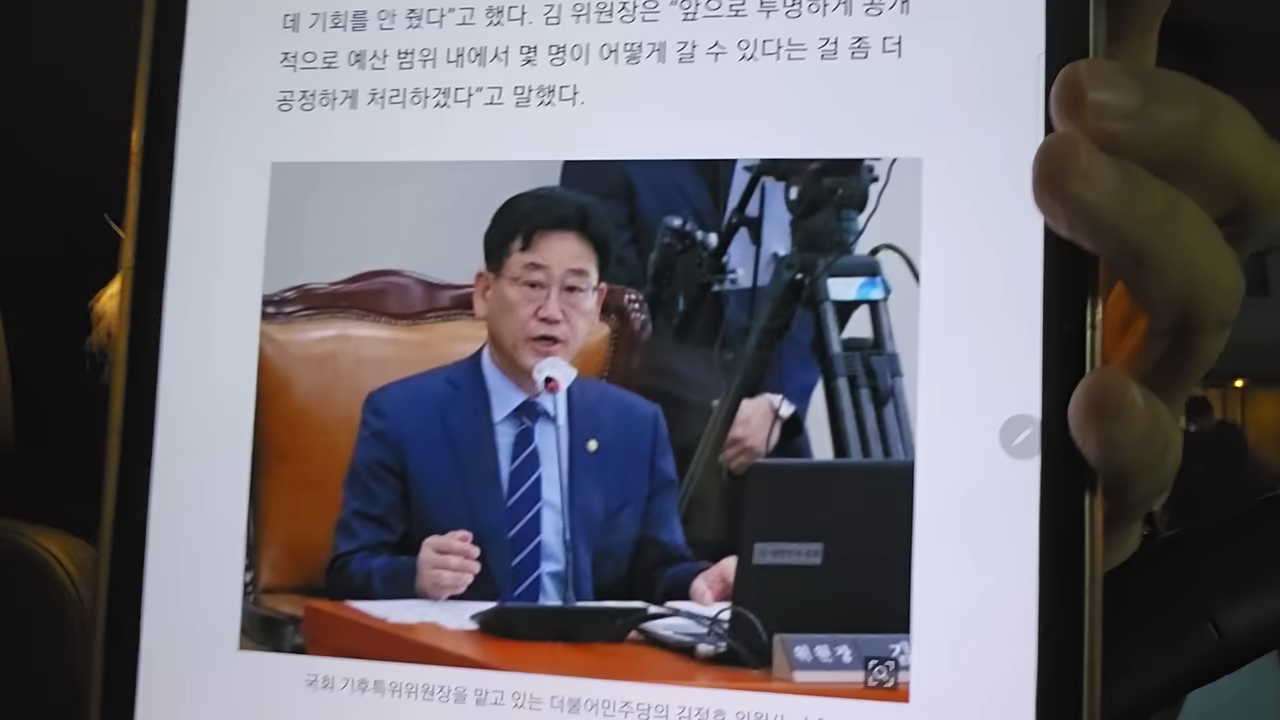 데 기회를 안 줬다”고 했다. 김 위원장은 “앞으로 투명하게 공개
적으로 예산 범위 내에서 몇 명이 어떻게 갈 수 있다는 걸 좀 더
공정하게 처리하겠다”고 말했다.
위원장 김
국회 기후특위위원장을 맡고 있는 더불어민주당의 김정호